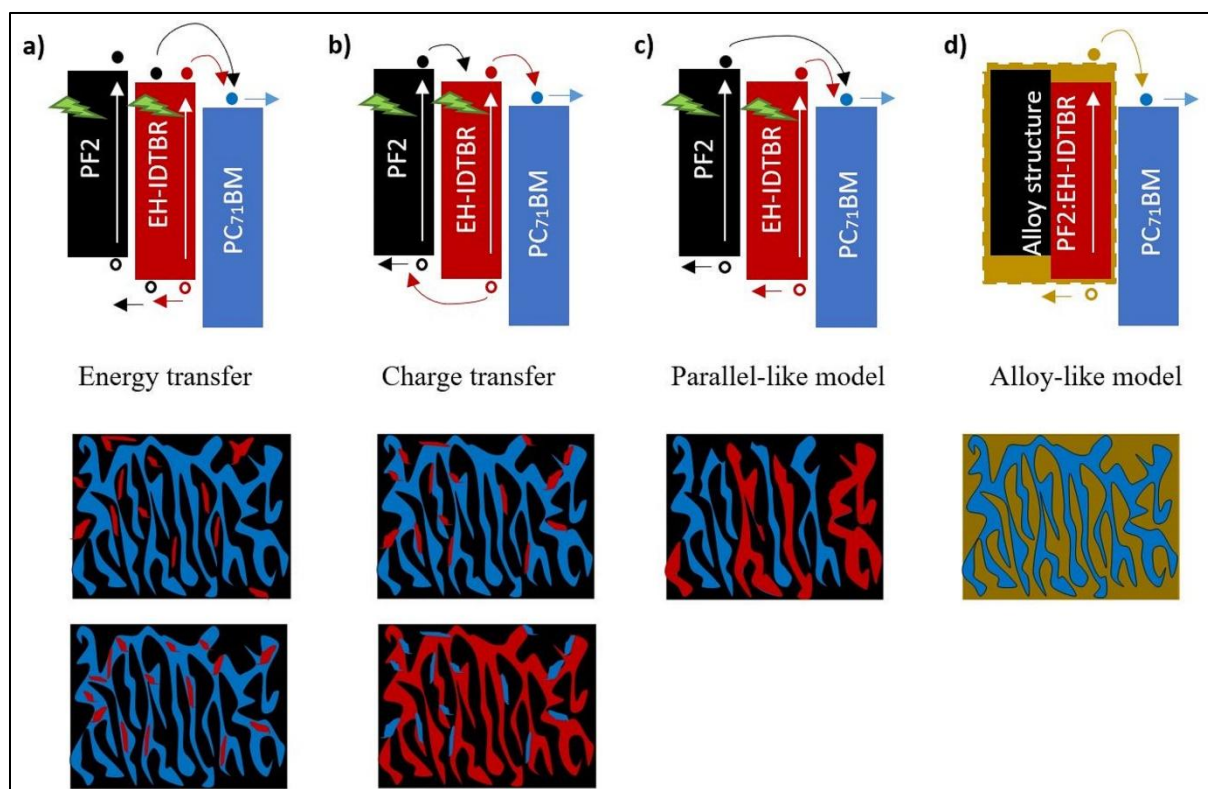 a)
PF2
EH-IDTBR
PC₇₁BM
b)
PF2
EH-IDTBR
PC₇₁BM
c)
PF2
EH-IDTBR
PC₇₁BM
d)
Alloy structure
PF2:EH-IDTBR
PC₇₁BM
Energy transfer
Charge transfer
Parallel-like model
Alloy-like model